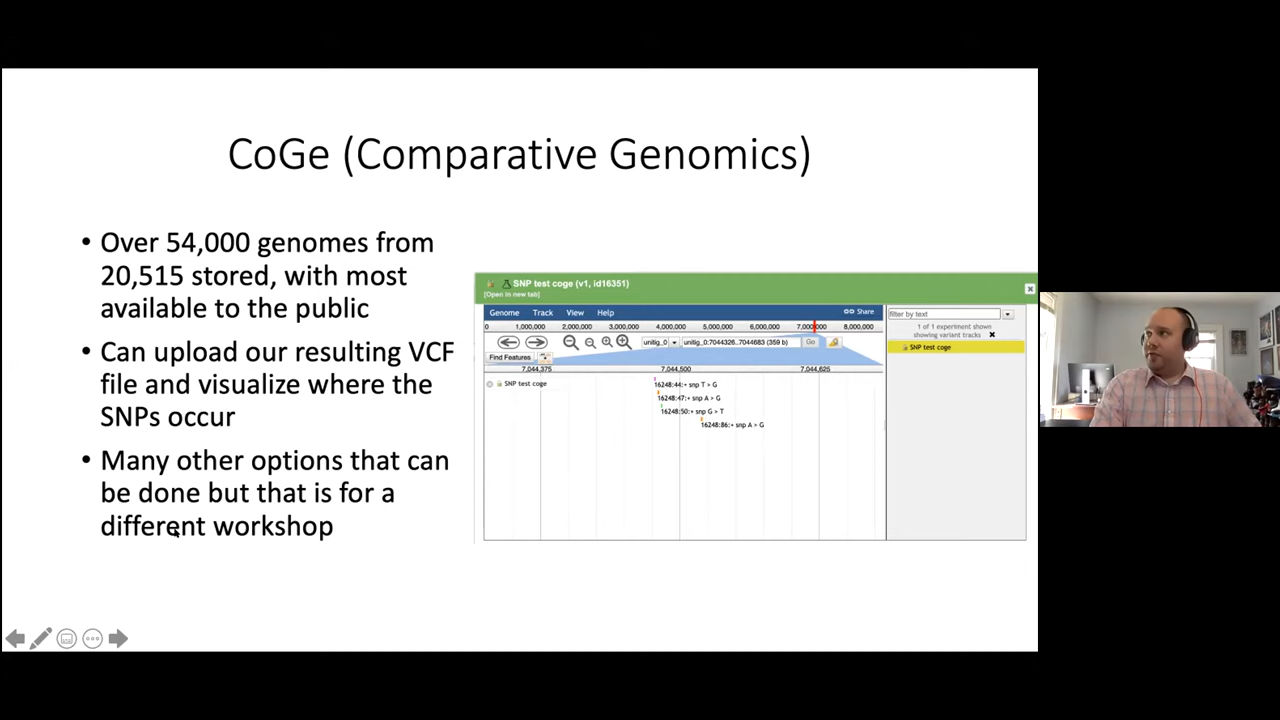 CoGe (Comparative Genomics)
• Over 54,000 genomes from
20,515 stored, with most
available to the public
• Can upload our resulting VCF
file and visualize where the
SNPs occur
• Many other options that can
be done but that is for a
different workshop
SNP test coge (v1, id16351)
[Open in new tab]
Genome Track View Help Share
0 1,000,000 2,000,000 3,000,000 4,000,000 5,000,000 6,000,000 7,000,000 8,000,000
unitig_0 unitig_0:7044326..7044683 (359 b) Go
Find Features
7,044,375 7,044,500 7,044,625
SNP test coge
16248:44:+ snp T > G
16248:47:+ snp A > G
16248:50:+ snp G > T
16248:86:+ snp A > G
filter by text
1 of 1 experiment shown
showing variant tracks
SNP test coge